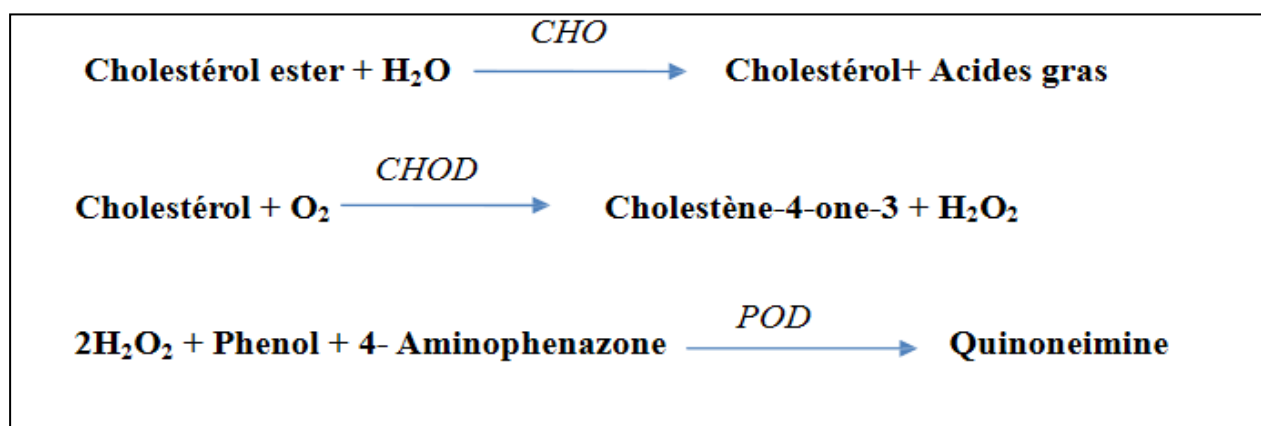 CHO
Cholestérol ester + H₂O Cholestérol+ Acides gras
CHOD
Cholestérol + O₂ Cholestène-4-one-3 + H₂O₂
POD
2H₂O₂ + Phenol + 4- Aminophenazone Quinoneimine